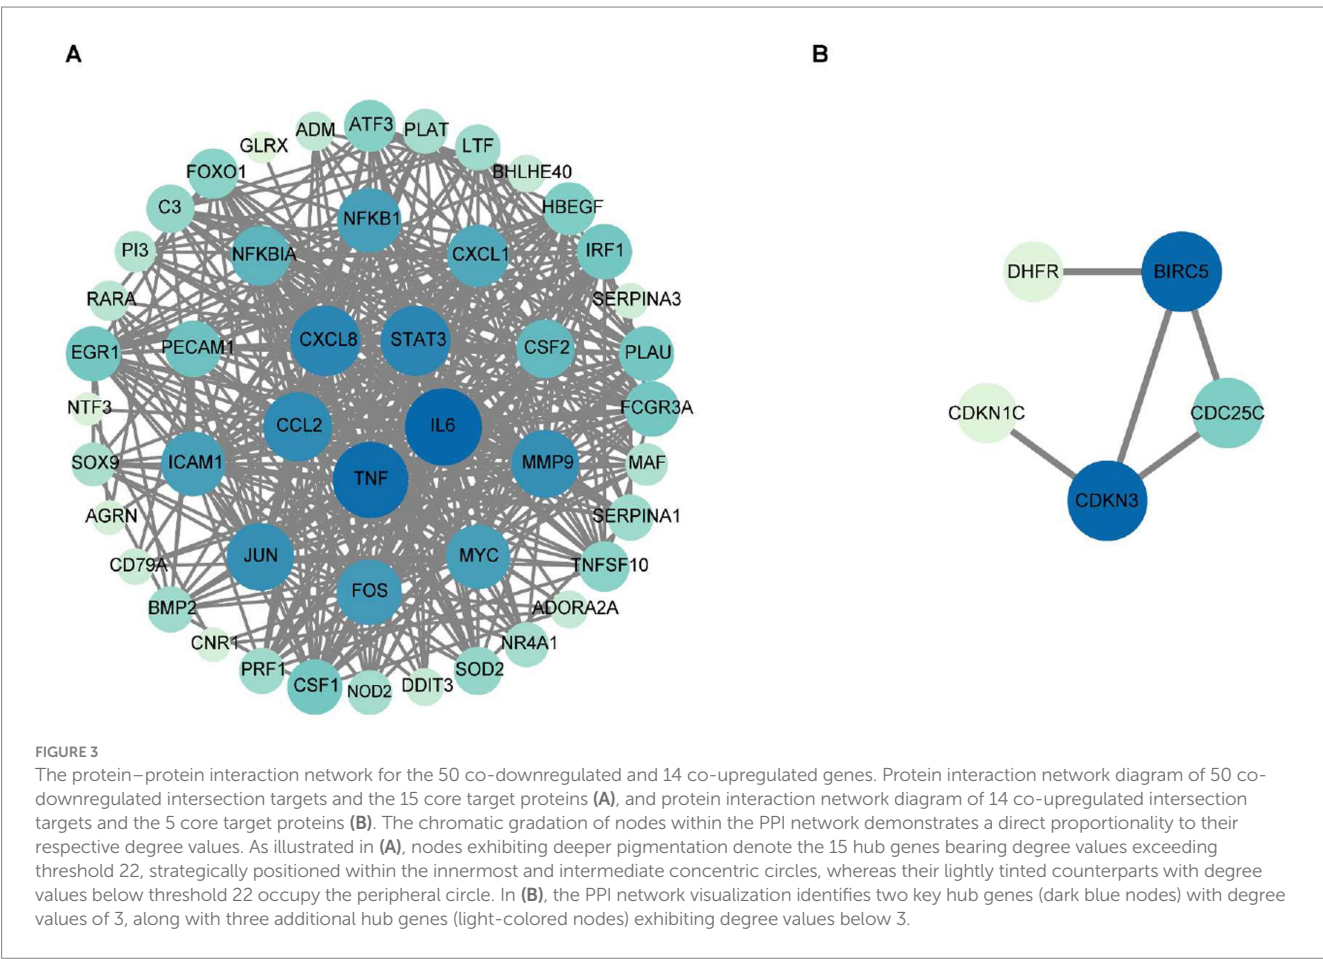 A
B
ADM
ATF3
PLAT
GLRX
LTF
BHLHE40
FOXO1
C3
NFKB1
HBEGF
PI3
NFKBIA
CXCL1
IRF1
RARA
SERPINA3
EGR1
PECAM1
CXCL8
STAT3
CSF2
PLAU
NTF3
CCL2
IL6
FCGR3A
SOX9
ICAM1
TNF
MMP9
MAF
AGRN
SERPINA1
CD79A
JUN
MYC
TNFSF10
BMP2
FOS
ADORA2A
CNR1
NR4A1
PRF1
CSF1
NOD2
DDIT3
SOD2
DHFR
BIRC5
CDKN1C
CDC25C
CDKN3
FIGURE 3
The protein–protein interaction network for the 50 co-downregulated and 14 co-upregulated genes. Protein interaction network diagram of 50 co-
downregulated intersection targets and the 15 core target proteins (A), and protein interaction network diagram of 14 co-upregulated intersection
targets and the 5 core target proteins (B). The chromatic gradation of nodes within the PPI network demonstrates a direct proportionality to their
respective degree values. As illustrated in (A), nodes exhibiting deeper pigmentation denote the 15 hub genes bearing degree values exceeding
threshold 22, strategically positioned within the innermost and intermediate concentric circles, whereas their lightly tinted counterparts with degree
values below threshold 22 occupy the peripheral circle. In (B), the PPI network visualization identifies two key hub genes (dark blue nodes) with degree
values of 3, along with three additional hub genes (light-colored nodes) exhibiting degree values below 3.